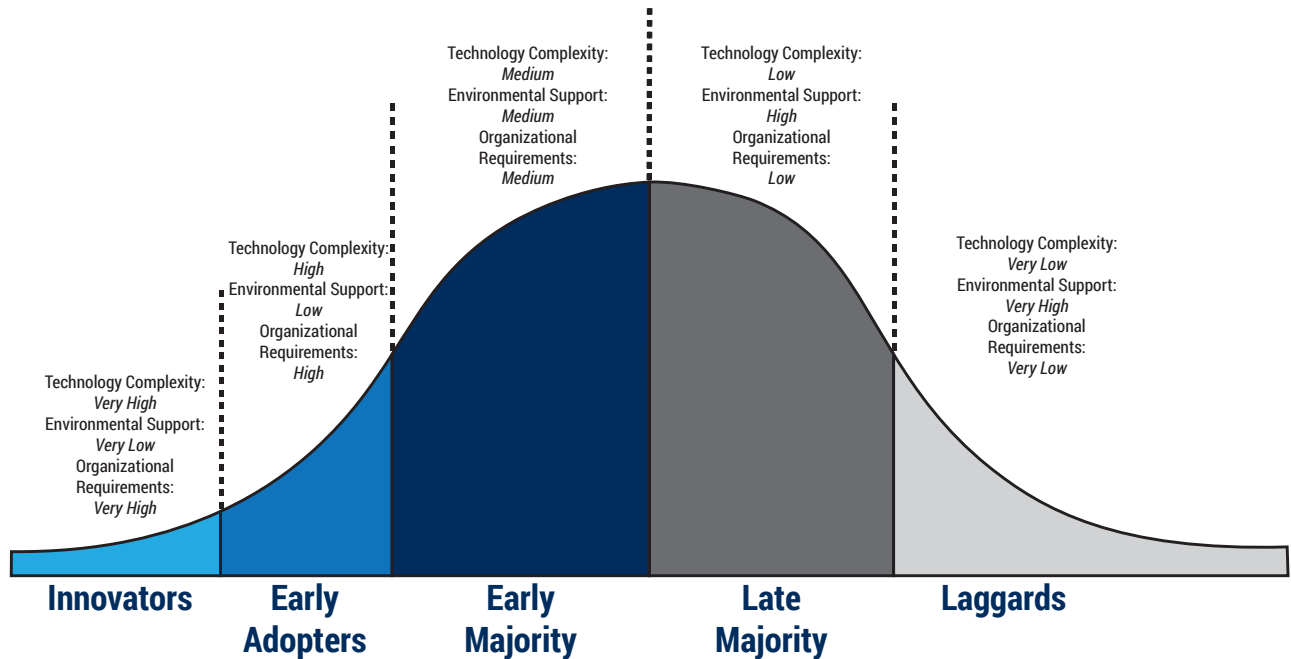 Technology Complexity:
Very High
Environmental Support:
Very Low
Organizational
Requirements:
Very High
Technology Complexity:
High
Environmental Support:
Low
Organizational
Requirements:
High
Technology Complexity:
Medium
Environmental Support:
Medium
Organizational
Requirements:
Medium
Technology Complexity:
Low
Environmental Support:
High
Organizational
Requirements:
Low
Technology Complexity:
Very Low
Environmental Support:
Very High
Organizational
Requirements:
Very Low
Innovators
Early
Adopters
Early
Majority
Late
Majority
Laggards